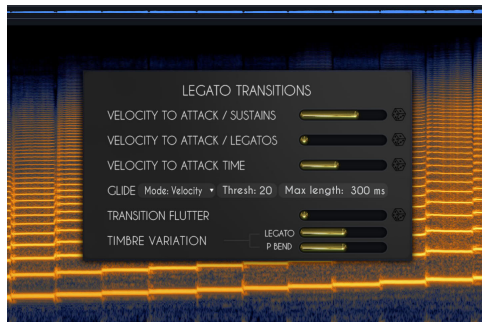 LEGATO TRANSITIONS
VELOCITY TO ATTACK / SUSTAINS
VELOCITY TO ATTACK / LEGATOS
VELOCITY TO ATTACK TIME
GLIDE Mode: Velocity Thresh: 20 Max length: 300 ms
TRANSITION FLUTTER
TIMBRE VARIATION LEGATO
P BEND